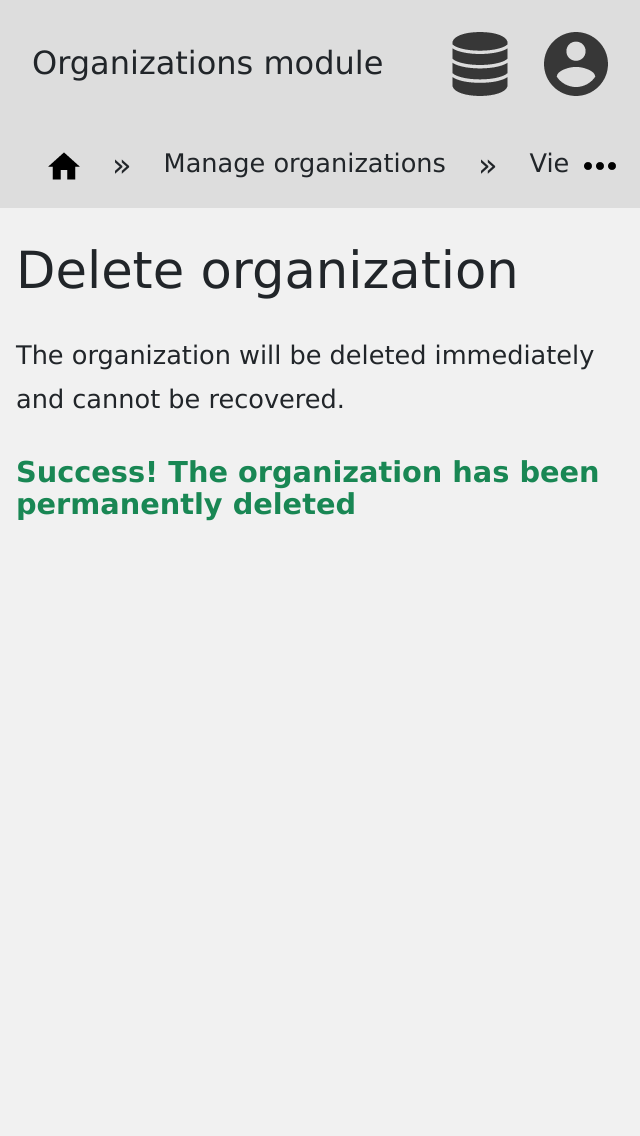 Organizations module
» Manage organizations » Vie
Delete organization
The organization will be deleted immediately
and cannot be recovered.
Success! The organization has been
permanently deleted